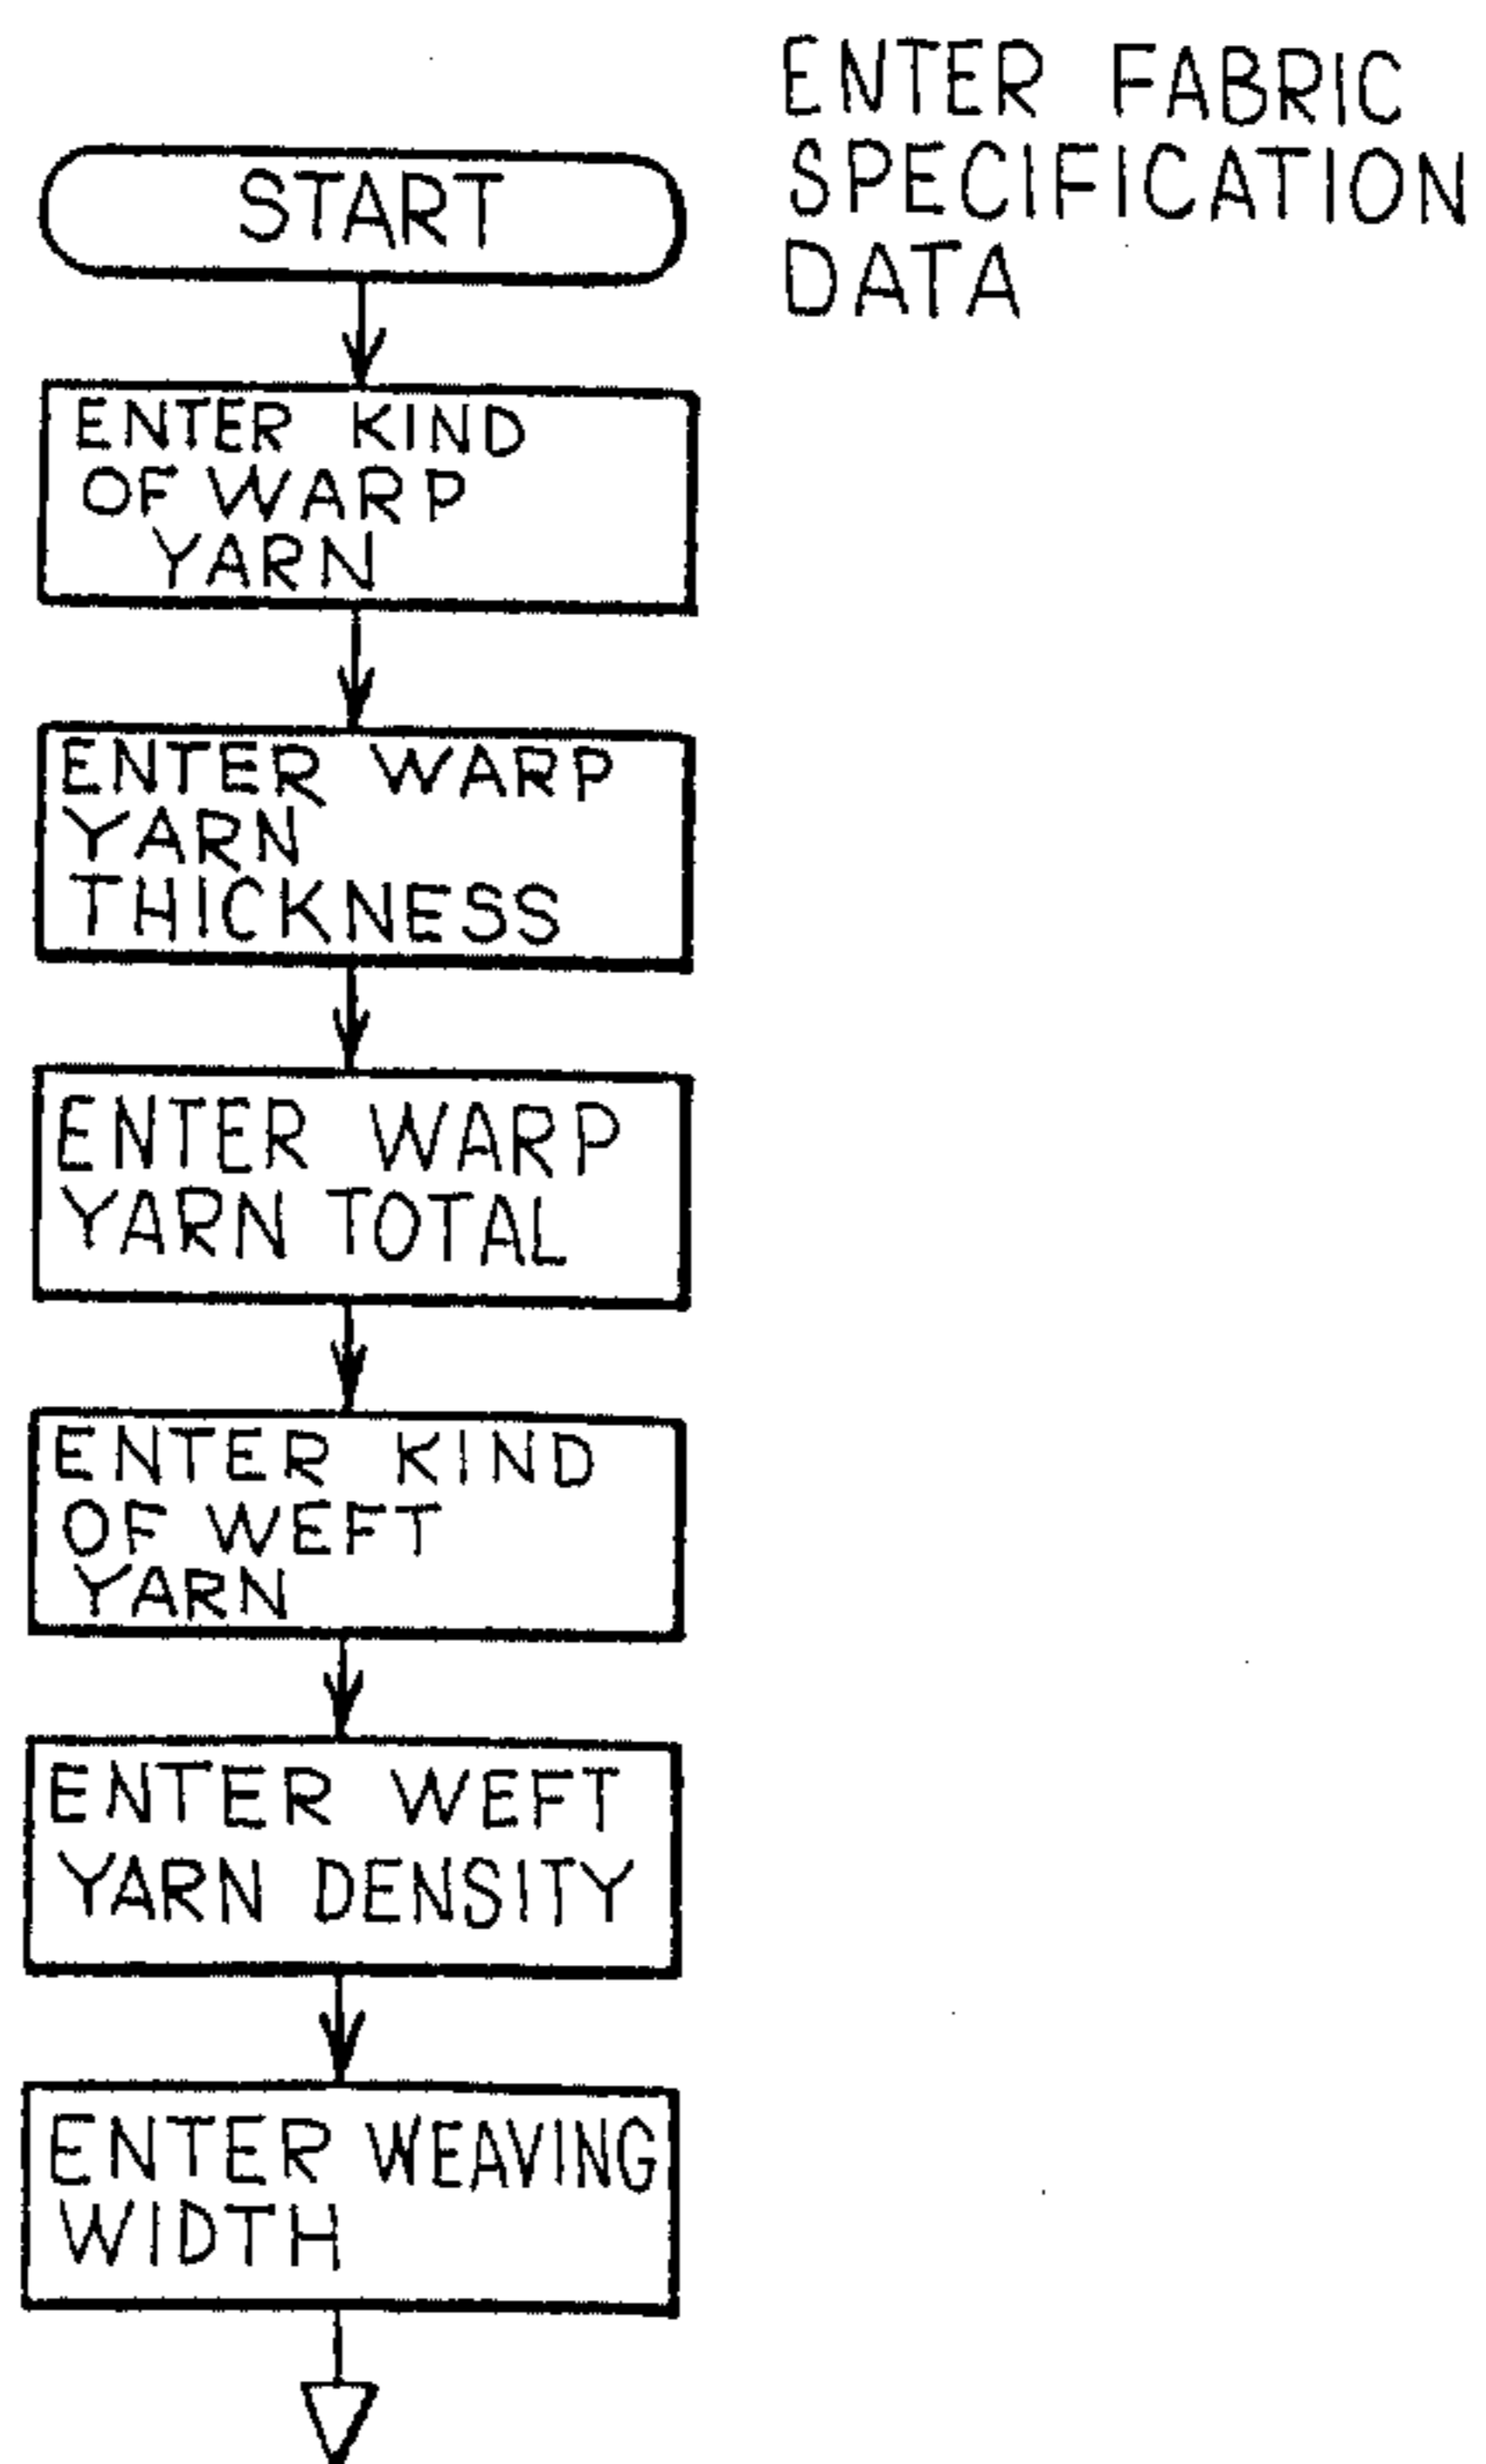 ENTER FABRIC
SPECIFICATION
DATA
START
ENTER KIND
OF WARP
YARN
ENTER WARP
YARN
THICKNESS
ENTER WARP
YARN TOTAL
ENTER KIND
OF WEFT
YARN
ENTER WEFT
YARN DENSITY
ENTER WEAVING
WIDTH